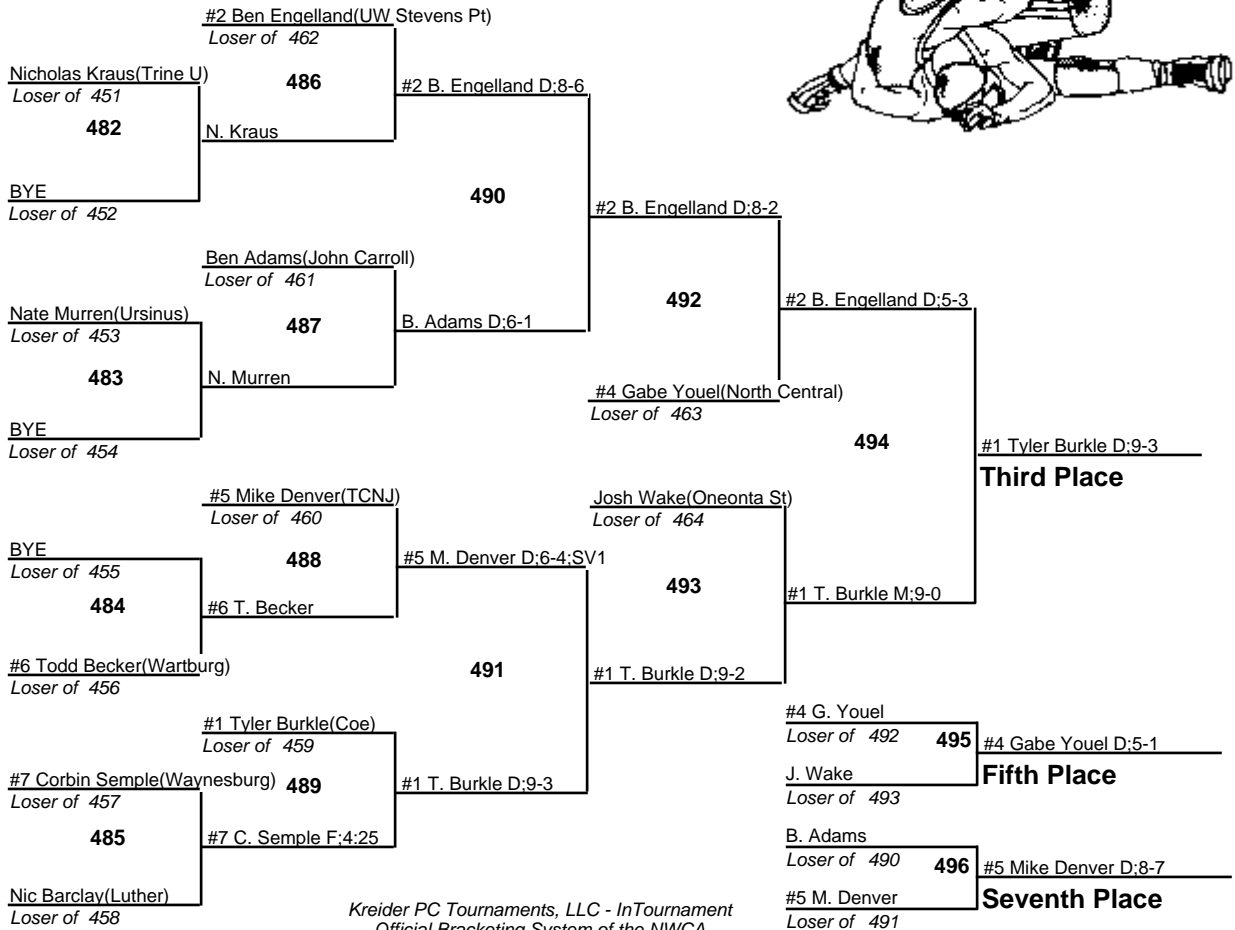 #2 Ben Engelland(UW Stevens Pt)
Loser of 462
Nicholas Kraus(Trine U)
Loser of 451
486
#2 B. Engelland D;8-6
482
N. Kraus
BYE
Loser of 452
490
#2 B. Engelland D;8-2
Ben Adams(John Carroll)
Loser of 461
Nate Murren(Ursinus)
Loser of 453
487
B. Adams D;6-1
492
#2 B. Engelland D;5-3
483
N. Murren
#4 Gabe Youel(North Central)
Loser of 463
BYE
Loser of 454
494
#1 Tyler Burkle D;9-3
Third Place
#5 Mike Denver(TCNJ)
Loser of 460
Josh Wake(Oneonta St)
Loser of 464
BYE
Loser of 455
488
#5 M. Denver D;6-4;SV1
493
484
#6 T. Becker
#1 T. Burkle M;9-0
#6 Todd Becker(Wartburg)
Loser of 456
491
#1 T. Burkle D;9-2
#1 Tyler Burkle(Coe)
Loser of 459
#4 G. Youel
Loser of 492
495
#4 Gabe Youel D;5-1
Fifth Place
#7 Corbin Semple(Waynesburg)
Loser of 457
489
#1 T. Burkle D;9-3
J. Wake
Loser of 493
485
#7 C. Semple F;4:25
B. Adams
Loser of 490
496
#5 Mike Denver D;8-7
Seventh Place
Nic Barclay(Luther)
Loser of 458
#5 M. Denver
Loser of 491
Kreider PC Tournaments, LLC - InTournament
Official Bracketing System of the NWCA